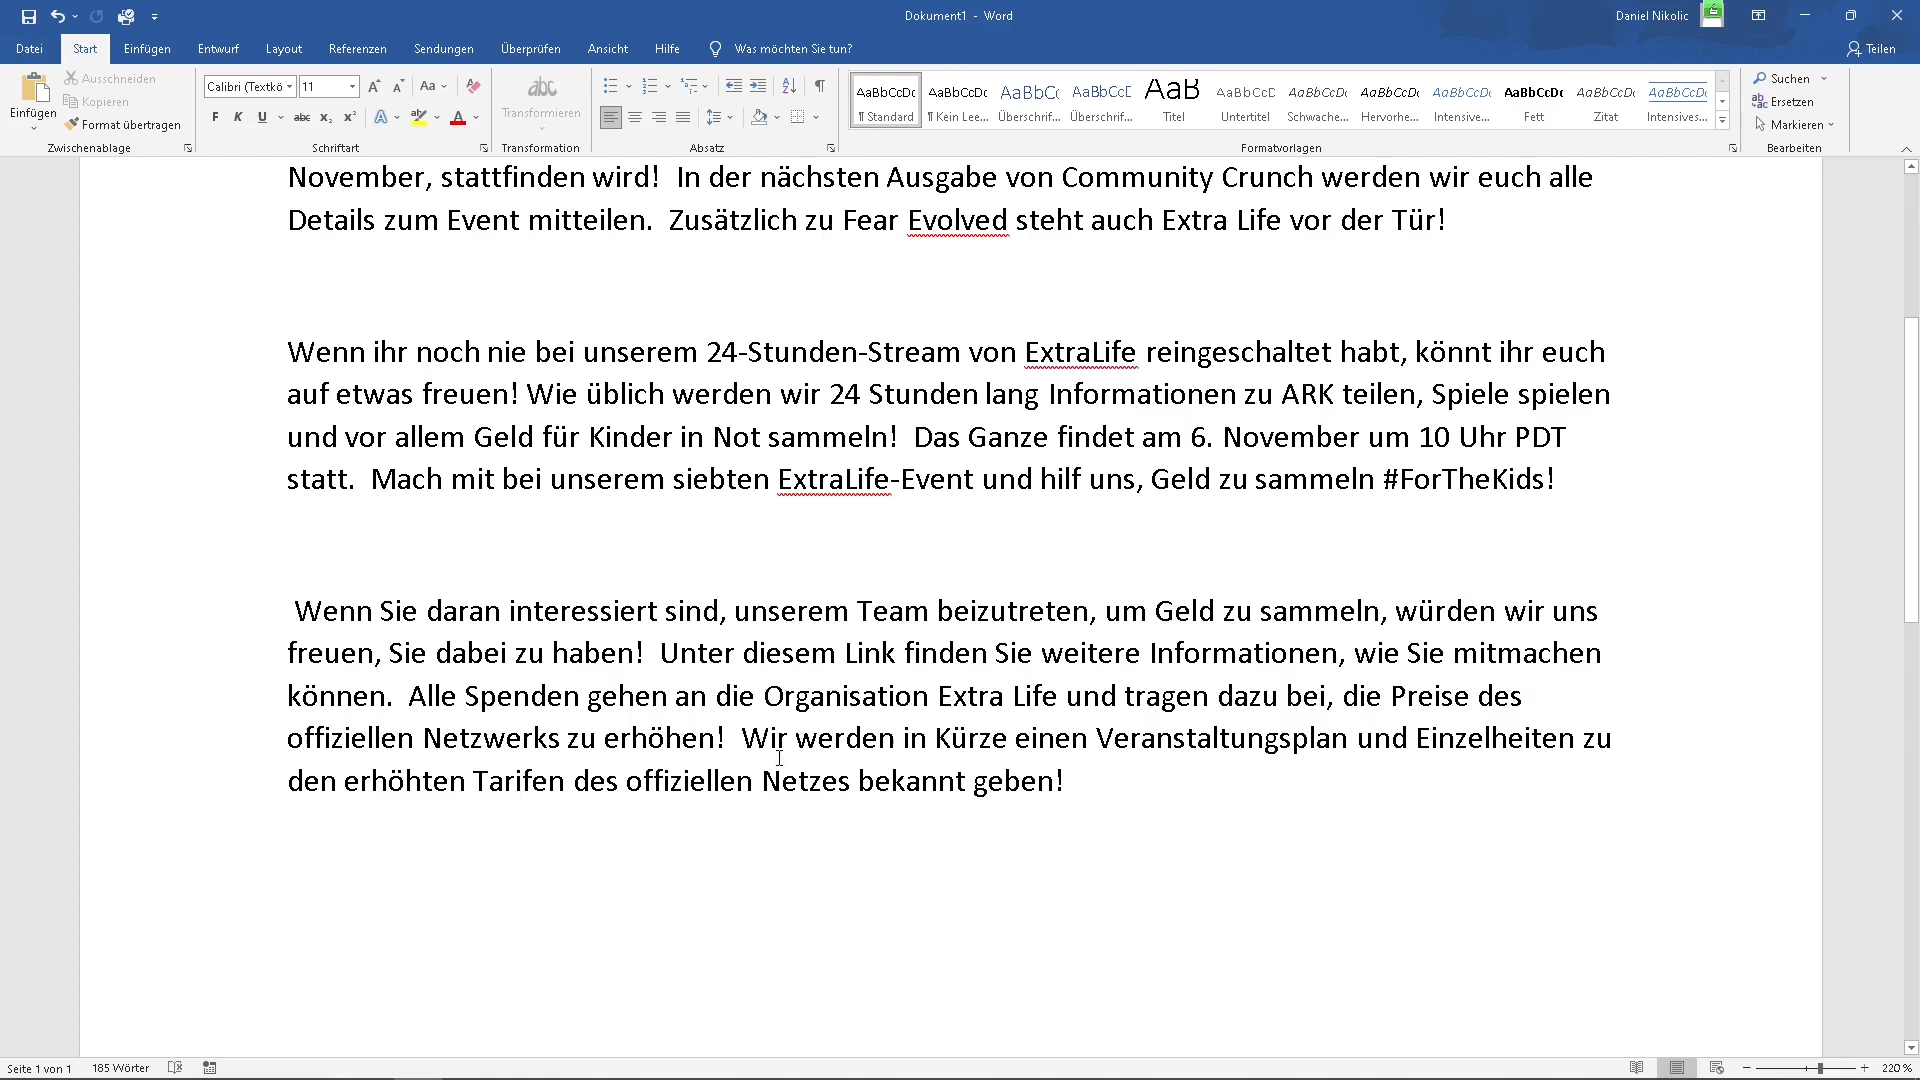 Dokument1 - Word
Daniel Nikolic
Datei Start Einfügen Entwurf Layout Referenzen Sendungen Überprüfen Ansicht Hilfe Was möchten Sie tun? Teilen
Einfügen
Ausschneiden
Kopieren
Format übertragen
Zwischenablage
Calibri (Textkö 11
Aa
F K U abc x₂ x²
A A
Schriftart
abc
Transformieren
Transformation
Absatz
AaBbCcDc AaBbCcDc AaBbC( AaBbCcE AaB AaBbCcD AaBbCcDc AaBbCcDc AaBbCcDc AaBbCcDc AaBbCcDc AaBbCcDc
¶ Standard ¶ Kein Lee... Überschrif... Überschrif... Titel Untertitel Schwache... Hervorhe... Intensive... Fett Zitat Intensives...
Formatvorlagen
Suchen
Ersetzen
Markieren
Bearbeiten
November, stattfinden wird!  In der nächsten Ausgabe von Community Crunch werden wir euch alle
Details zum Event mitteilen.  Zusätzlich zu Fear Evolved steht auch Extra Life vor der Tür!
Wenn ihr noch nie bei unserem 24-Stunden-Stream von ExtraLife reingeschaltet habt, könnt ihr euch
auf etwas freuen! Wie üblich werden wir 24 Stunden lang Informationen zu ARK teilen, Spiele spielen
und vor allem Geld für Kinder in Not sammeln!  Das Ganze findet am 6. November um 10 Uhr PDT
statt.  Mach mit bei unserem siebten ExtraLife-Event und hilf uns, Geld zu sammeln #ForTheKids!
Wenn Sie daran interessiert sind, unserem Team beizutreten, um Geld zu sammeln, würden wir uns
freuen, Sie dabei zu haben!  Unter diesem Link finden Sie weitere Informationen, wie Sie mitmachen
können.  Alle Spenden gehen an die Organisation Extra Life und tragen dazu bei, die Preise des
offiziellen Netzwerks zu erhöhen!  Wir werden in Kürze einen Veranstaltungsplan und Einzelheiten zu
den erhöhten Tarifen des offiziellen Netzes bekannt geben!
Seite 1 von 1 185 Wörter 220 %